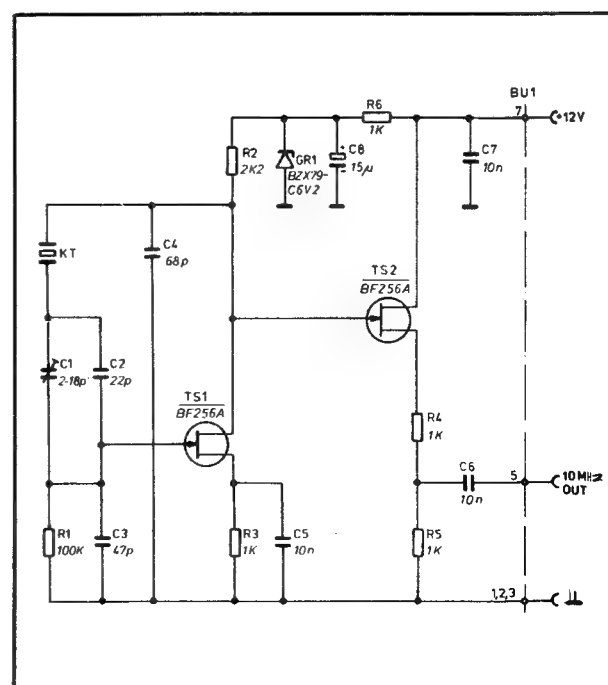 BU1
R6
1K
7
+12V
R2
2K2
GR1
BZX79-
C6V2
+
C8
15µ
C7
10n
KT
C4
68p
TS2
BF256A
C1
2-18p
C2
22p
TS1
BF256A
R4
1K
C6
10n
5
10MHz
OUT
R1
100K
C3
47p
R3
1K
C5
10n
R5
1K
1,2,3